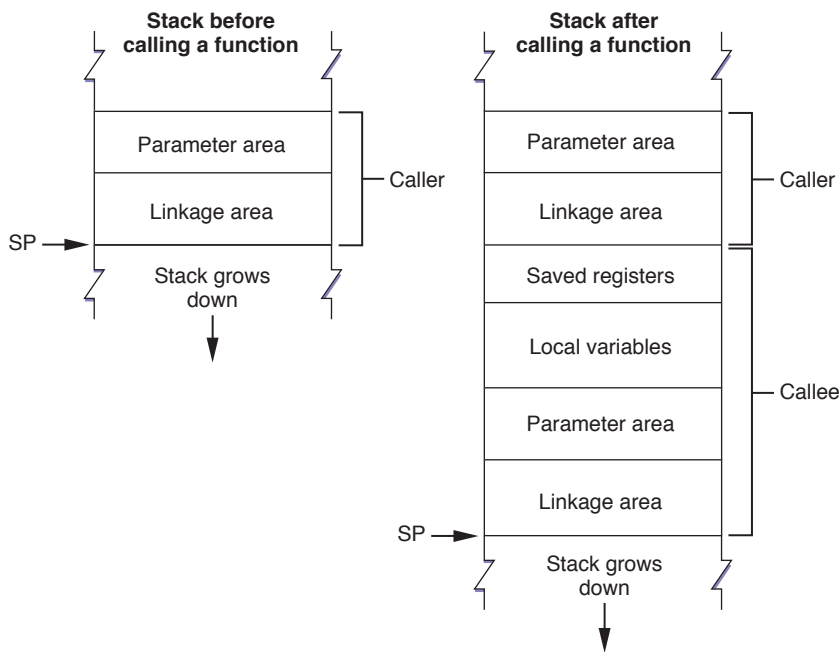 Stack before
calling a function
Parameter area
Linkage area
Caller
SP
Stack grows
down
Stack after
calling a function
Parameter area
Linkage area
Caller
Saved registers
Local variables
Parameter area
Linkage area
Callee
SP
Stack grows
down